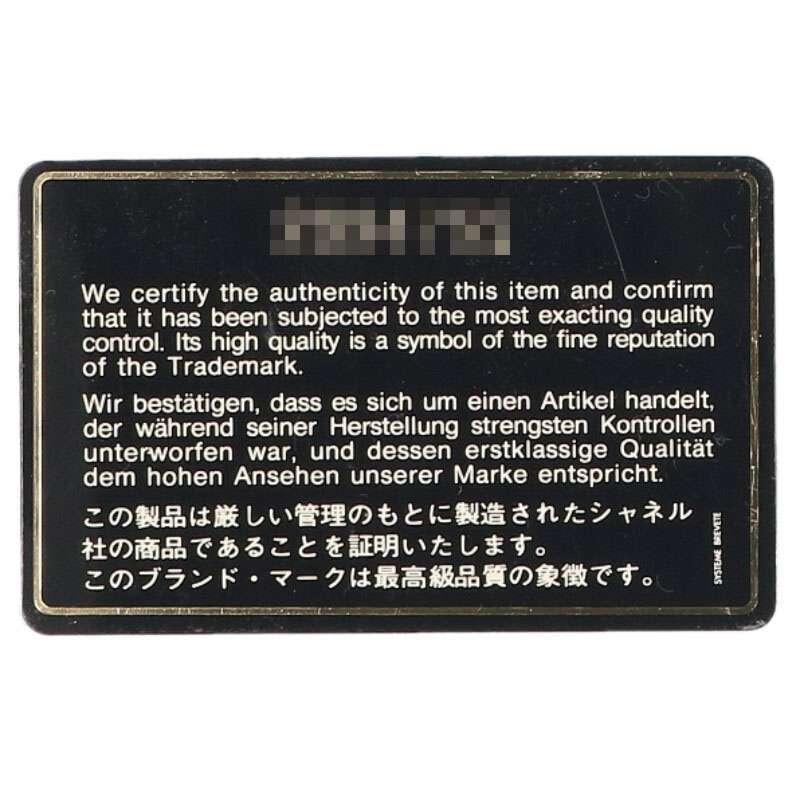 We certify the authenticity of this item and confirm
that it has been subjected to the most exacting quality
control. Its high quality is a symbol of the fine reputation
of the Trademark.
Wir bestätigen, dass es sich um einen Artikel handelt,
der während seiner Herstellung strengsten Kontrollen
unterworfen war, und dessen erstklassige Qualität
dem hohen Ansehen unserer Marke entspricht.
この製品は厳しい管理のもとに製造されたシャネル
社の商品であることを証明いたします。
このブランド・マークは最高級品質の象徴です。
SYSTEME BREVETE